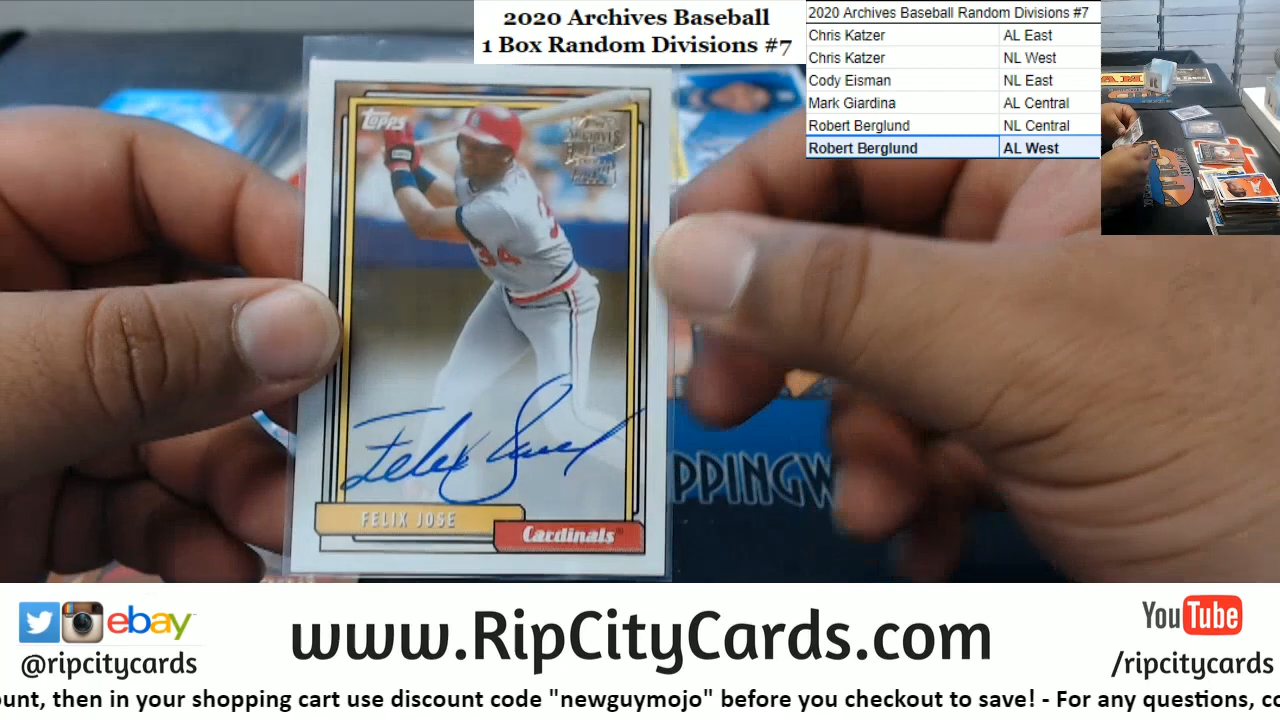 2020 Archives Baseball
1 Box Random Divisions #7
2020 Archives Baseball Random Divisions #7
Chris Katzer AL East
Chris Katzer NL West
Cody Eisman NL East
Mark Giardina AL Central
Robert Berglund NL Central
Robert Berglund AL West
TOPPS
34
Felix Jose
FELIX JOSE
Cardinals
ebay
@ripcitycards
www.RipCityCards.com
YouTube
/ripcitycards
ount, then in your shopping cart use discount code "newguymojo" before you checkout to save! - For any questions, co